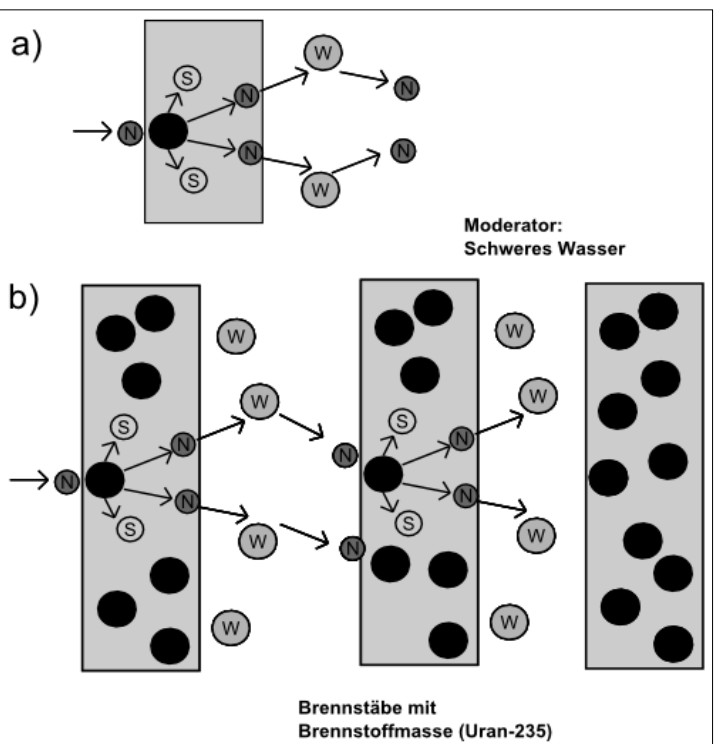 a)
W
S
N
N
N
N
S
W
Moderator:
Schweres Wasser
b)
W
W
W
W
S
N
N
S
N
N
N
S
N
N
S
N
W
W
W
W
Brennstäbe mit
Brennstoffmasse (Uran-235)